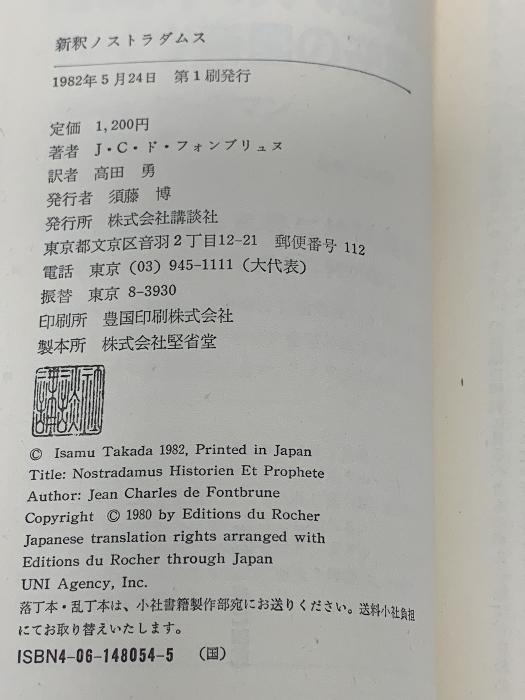 新釈ノストラダムス
1982年5月24日 第1刷発行
定価 1,200円
著者 J・C・ド・フォンブリュヌ
訳者 高田 勇
発行者 須藤 博
発行所 株式会社講談社
東京都文京区音羽2丁目12-21 郵便番号 112
電話 東京 (03) 945-1111 (大代表)
振替 東京 8-3930
印刷所 豊国印刷株式会社
製本所 株式会社堅省堂
© Isamu Takada 1982, Printed in Japan
Title: Nostradamus Historien Et Prophete
Author: Jean Charles de Fontbrune
Copyright © 1980 by Editions du Rocher
Japanese translation rights arranged with
Editions du Rocher through Japan
UNI Agency, Inc.
落丁本・乱丁本は、小社書籍製作部宛にお送りください。送料小社負担
にてお取り替えいたします。
ISBN4-06-148054-5 (国)